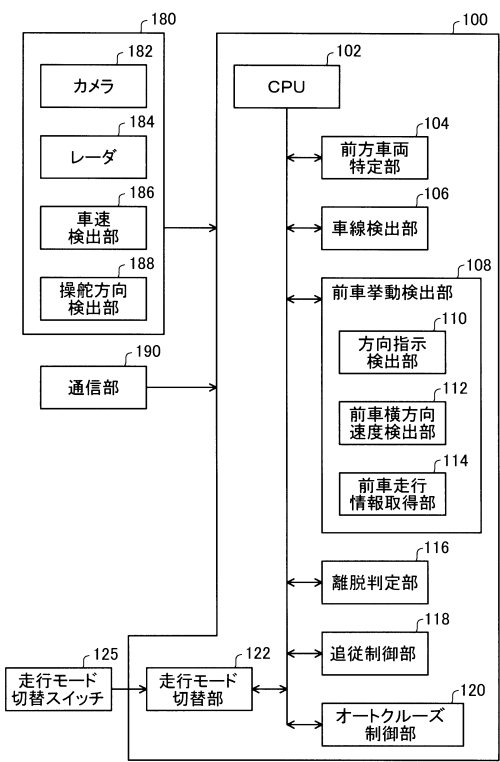 180
182
カメラ
184
レーダ
186
車速
検出部
188
操舵方向
検出部
190
通信部
100
102
CPU
104
前方車両
特定部
106
車線検出部
108
前車挙動検出部
110
方向指示
検出部
112
前車横方向
速度検出部
114
前車走行
情報取得部
116
離脱判定部
118
追従制御部
120
オートクルーズ
制御部
125
走行モード
切替スイッチ
122
走行モード
切替部